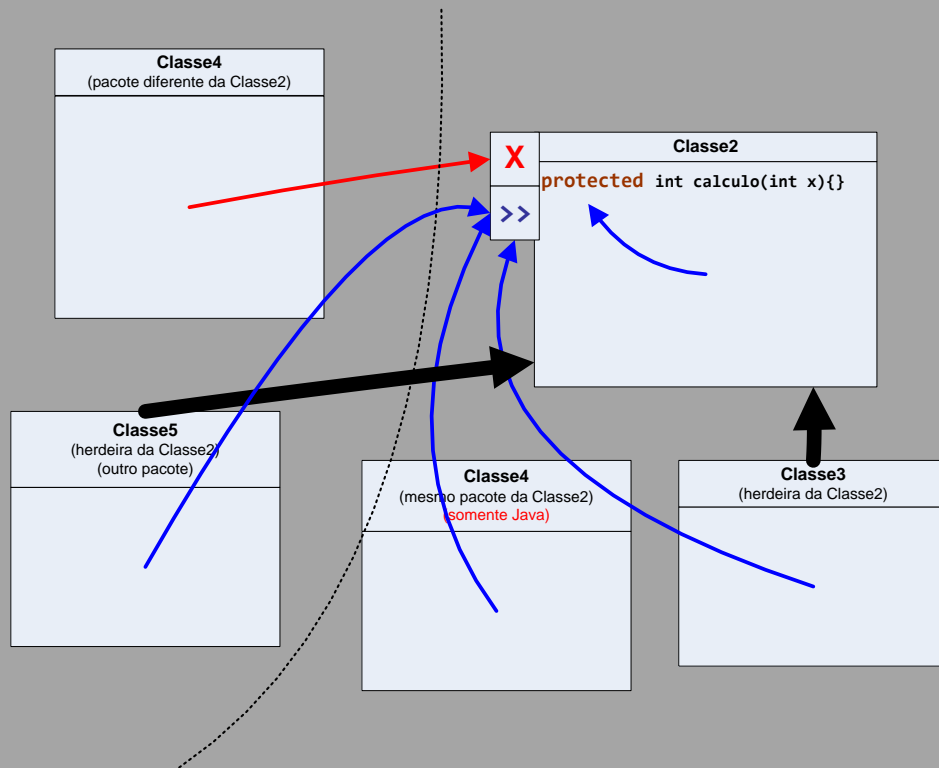 Classe4
(pacote diferente da Classe2)
X
>>
Classe2
protected int calculo(int x){}
Classe5
(herdeira da Classe2)
(outro pacote)
Classe4
(mesmo pacote da Classe2)
(somente Java)
Classe3
(herdeira da Classe2)